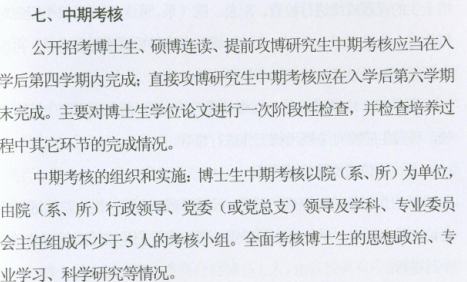 七、中期考核
公开招考博士生、硕博连读、提前攻博研究生中期考核应当在入
学后第四学期内完成；直接攻博研究生中期考核应在入学后第六学期
末完成。主要对博士生学位论文进行一次阶段性检查，并检查培养过
程中其它环节的完成情况。
中期考核的组织和实施：博士生中期考核以院（系、所）为单位，
由院（系、所）行政领导、党委（或党总支）领导及学科、专业委员
会主任组成不少于 5 人的考核小组。全面考核博士生的思想政治、专
业学习、科学研究等情况。